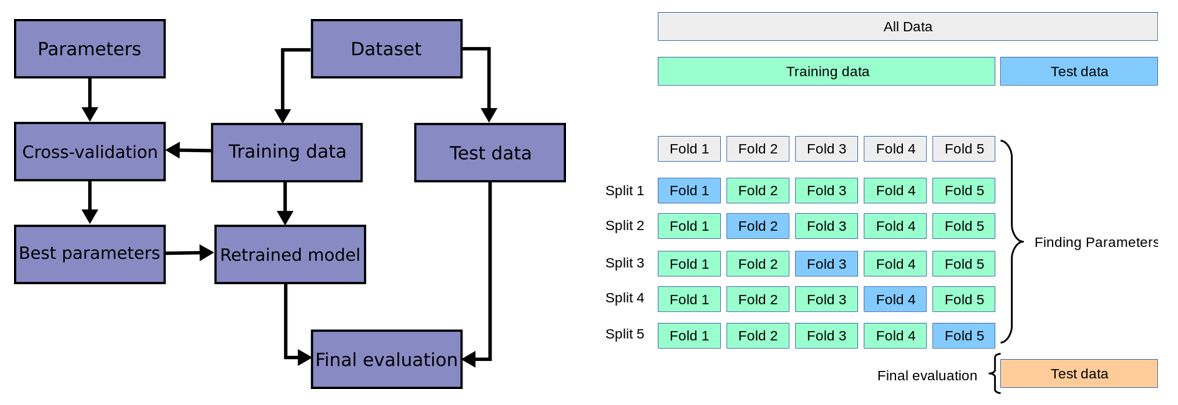 Parameters
Dataset
Cross-validation
Training data
Test data
Best parameters
Retrained model
Final evaluation
All Data
Training data Test data
Fold 1 Fold 2 Fold 3 Fold 4 Fold 5
Split 1 Fold 1 Fold 2 Fold 3 Fold 4 Fold 5
Split 2 Fold 1 Fold 2 Fold 3 Fold 4 Fold 5
Split 3 Fold 1 Fold 2 Fold 3 Fold 4 Fold 5
Split 4 Fold 1 Fold 2 Fold 3 Fold 4 Fold 5
Split 5 Fold 1 Fold 2 Fold 3 Fold 4 Fold 5
Finding Parameters
Final evaluation Test data